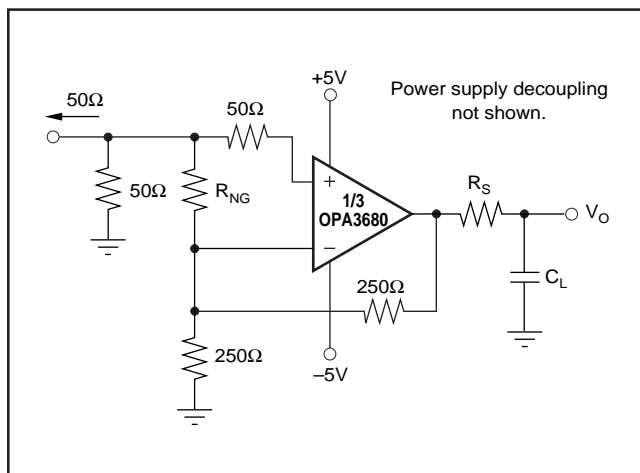 +5V
Power supply decoupling
not shown.
50Ω
50Ω
50Ω
R_NG
+
1/3
OPA3680
−
R_S
V_O
C_L
250Ω
250Ω
−5V